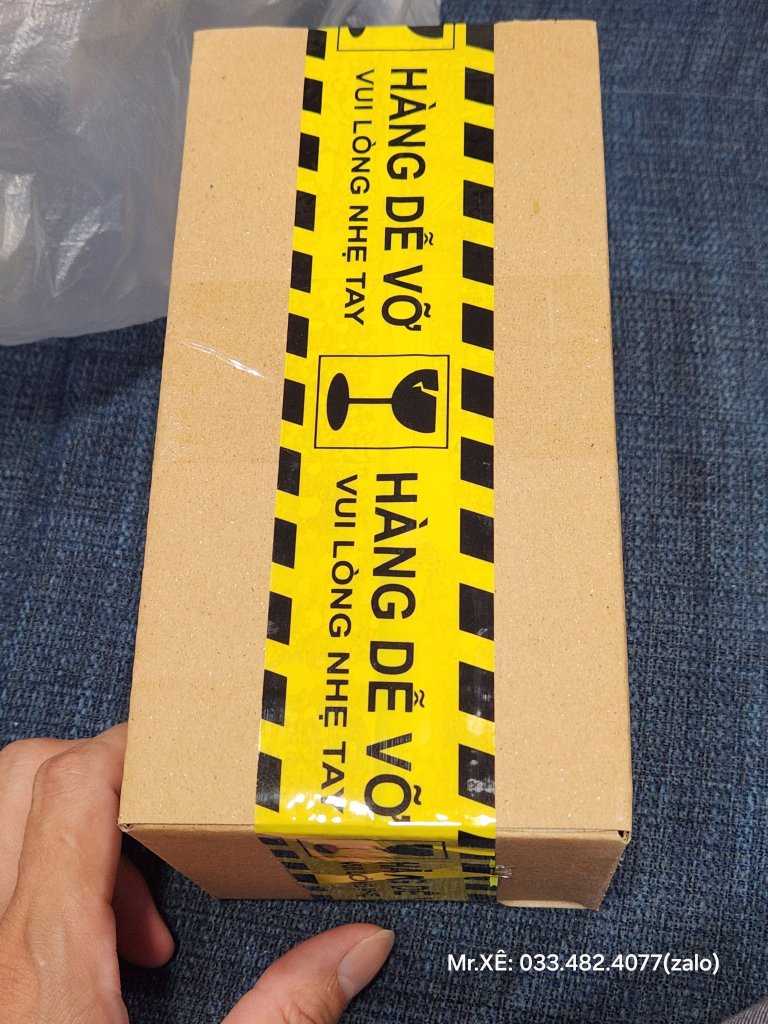 HÀNG DỄ VỠ
VUI LÒNG NHẸ TAY
HÀNG DỄ VỠ
VUI LÒNG NHẸ TAY
Mr.XÊ: 033.482.4077(zalo)